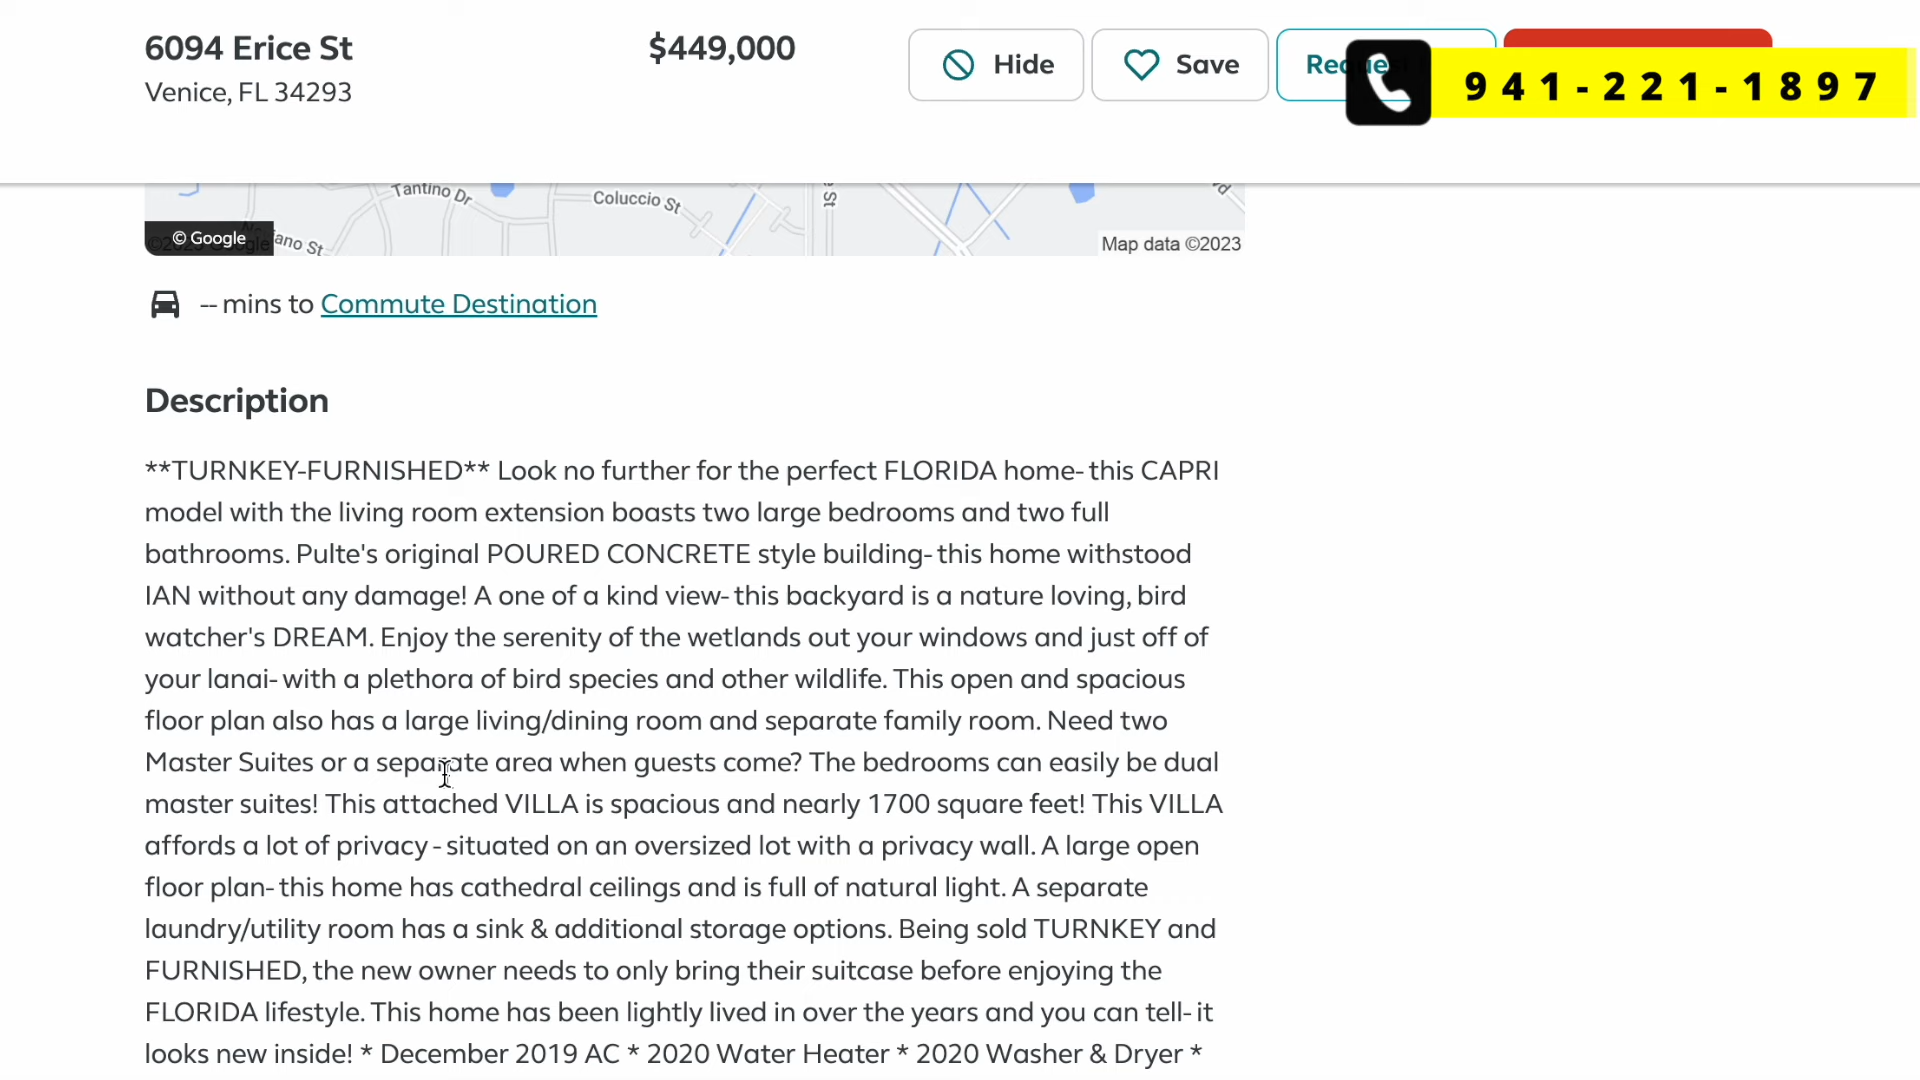 6094 Erice St
$449,000
Hide
Save
941-221-1897
Venice, FL 34293
Tantino Dr
Coluccio St
St
ano St
© Google
Map data ©2023
-- mins to Commute Destination
Description
**TURNKEY-FURNISHED** Look no further for the perfect FLORIDA home- this CAPRI
model with the living room extension boasts two large bedrooms and two full
bathrooms. Pulte's original POURED CONCRETE style building- this home withstood
IAN without any damage! A one of a kind view- this backyard is a nature loving, bird
watcher's DREAM. Enjoy the serenity of the wetlands out your windows and just off of
your lanai- with a plethora of bird species and other wildlife. This open and spacious
floor plan also has a large living/dining room and separate family room. Need two
Master Suites or a separate area when guests come? The bedrooms can easily be dual
master suites! This attached VILLA is spacious and nearly 1700 square feet! This VILLA
affords a lot of privacy - situated on an oversized lot with a privacy wall. A large open
floor plan- this home has cathedral ceilings and is full of natural light. A separate
laundry/utility room has a sink & additional storage options. Being sold TURNKEY and
FURNISHED, the new owner needs to only bring their suitcase before enjoying the
FLORIDA lifestyle. This home has been lightly lived in over the years and you can tell- it
looks new inside! * December 2019 AC * 2020 Water Heater * 2020 Washer & Dryer *